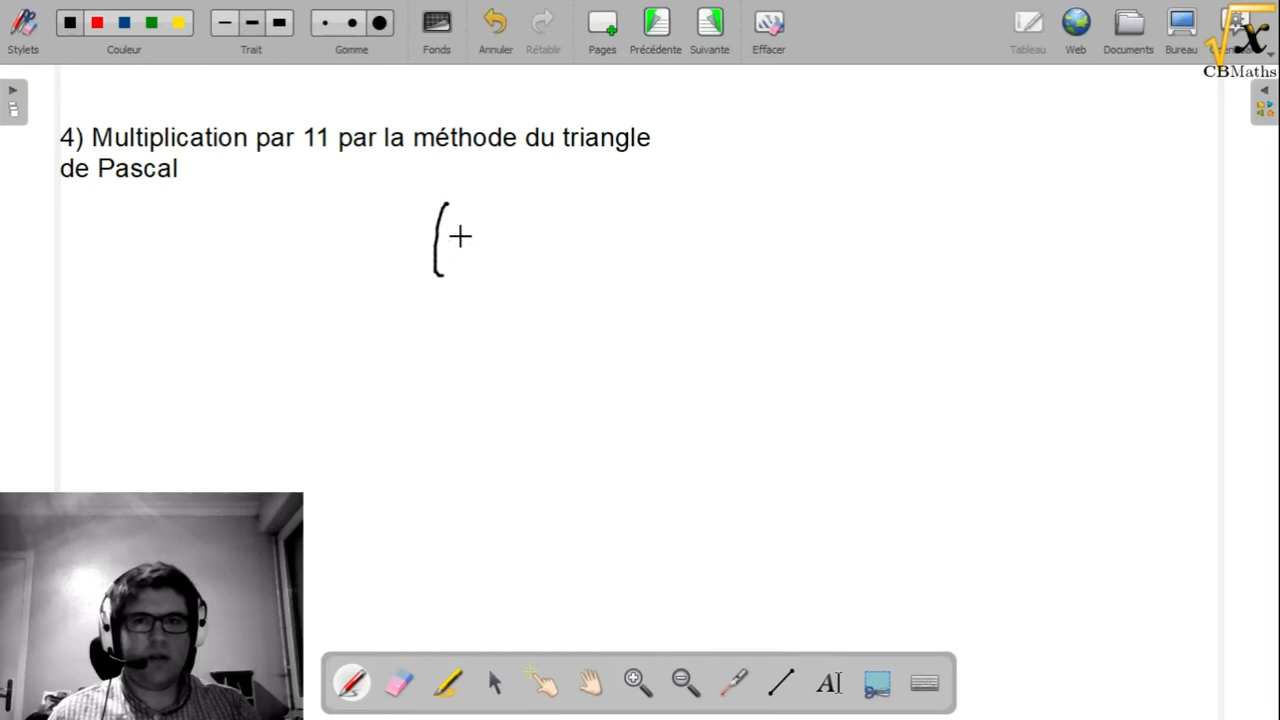 Stylets
Couleur
Trait
Gomme
Fonds
Annuler
Rétablir
Pages
Précédente
Suivante
Effacer
Tableau
Web
Documents
Bureau
√x
CBMaths
4) Multiplication par 11 par la méthode du triangle
de Pascal
(
AI